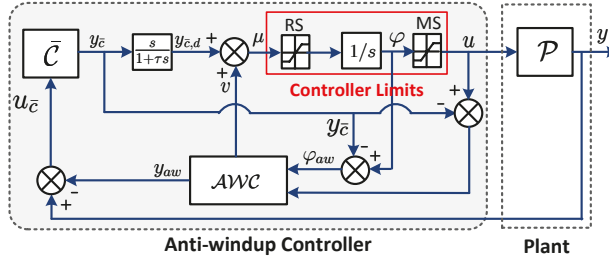 RS
MS
C̄
y_c̄
s
1+τs
y_c̄,d
+
+
μ
v
1/s
φ
u
P
y
Controller Limits
u_c̄
y_c̄
-
+
+
-
φ_aw
y_aw
AWC
-
+
Anti-windup Controller
Plant